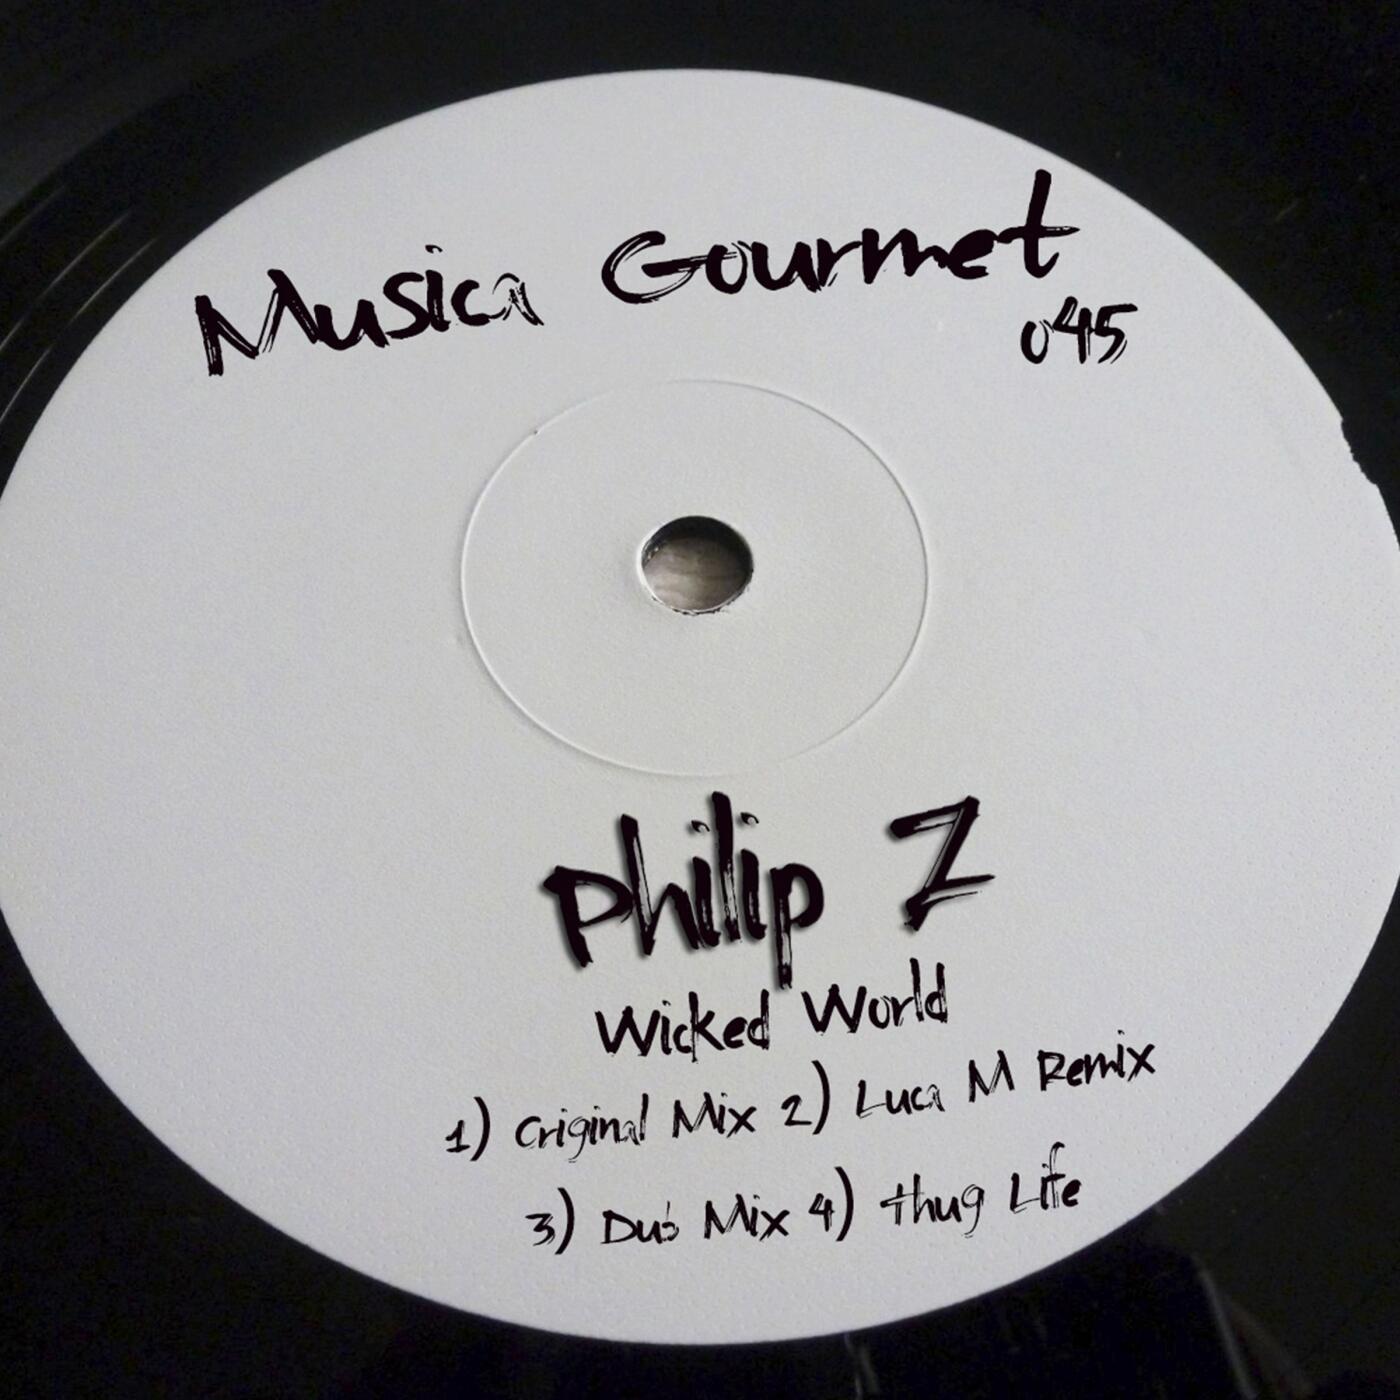 Musica Gourmet
045
Philip Z
Wicked World
1) Original Mix 2) Luca M Remix
3) Dub Mix 4) Thug Life